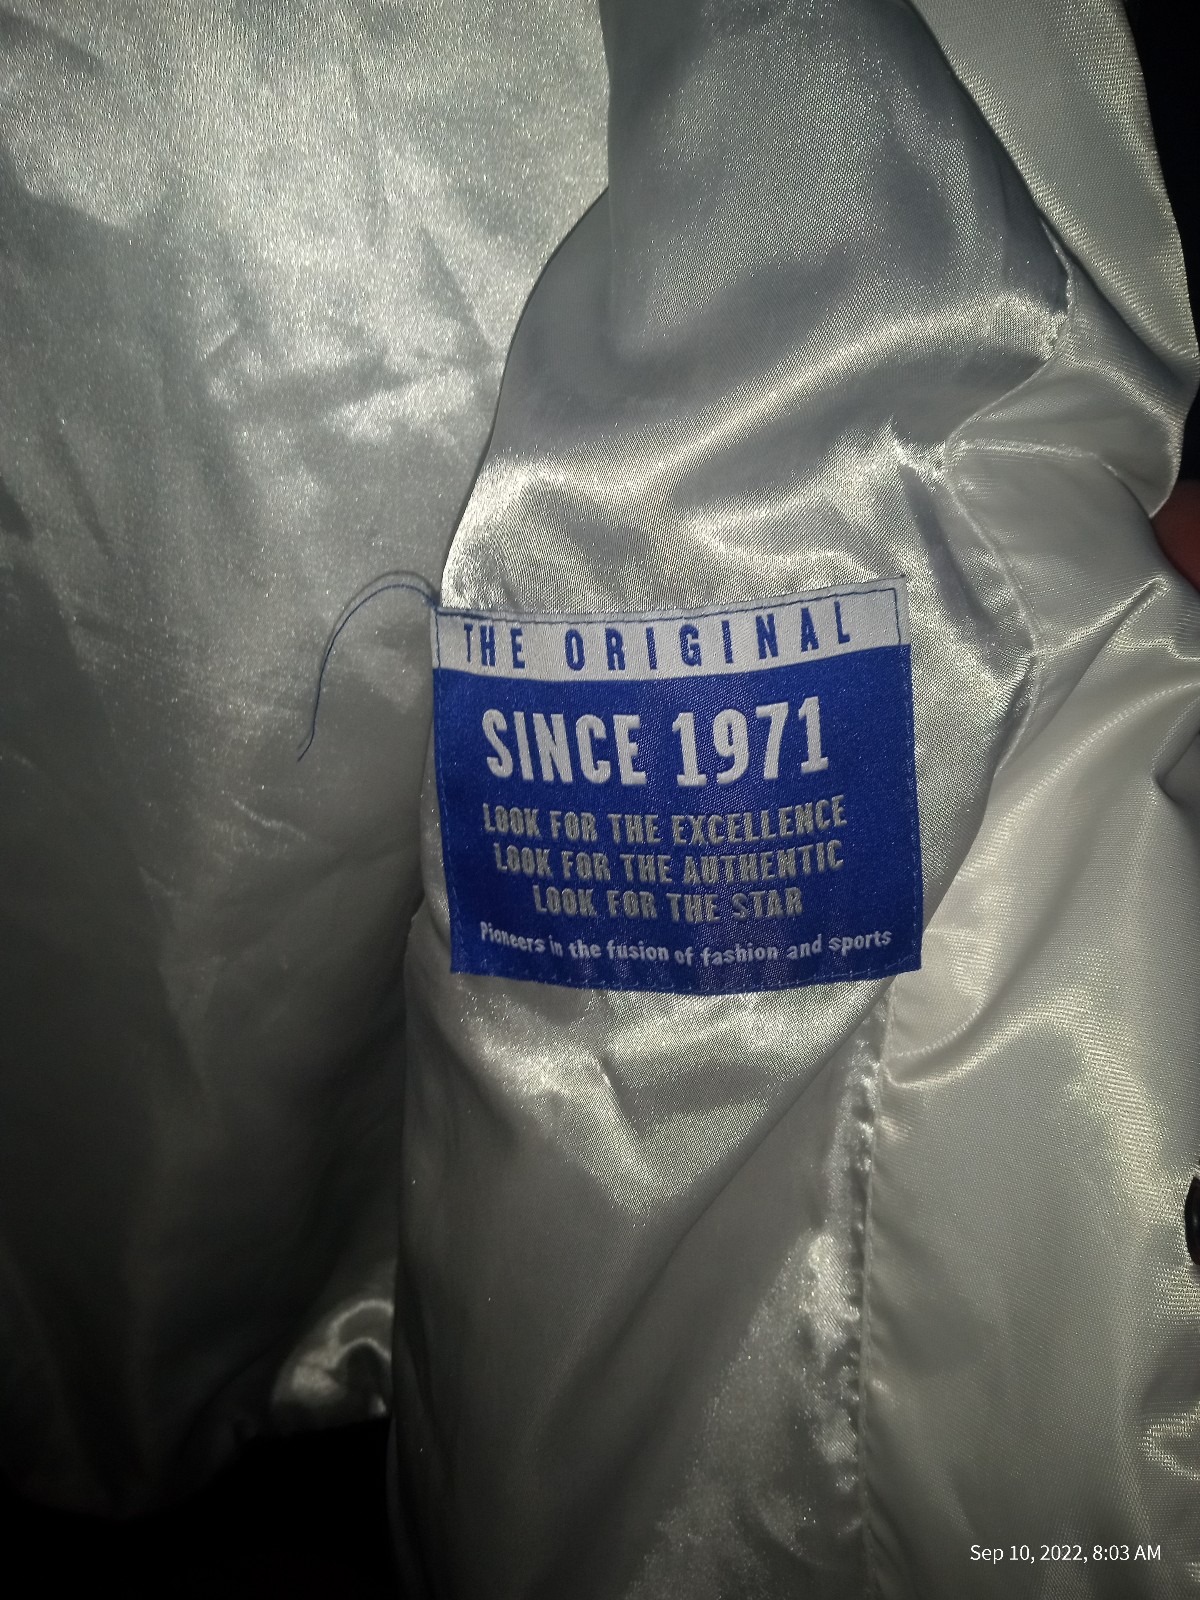 THE ORIGINAL
SINCE 1971
LOOK FOR THE EXCELLENCE
LOOK FOR THE AUTHENTIC
LOOK FOR THE STAR
Pioneers in the fusion of fashion and sports
Sep 10, 2022, 8:03 AM